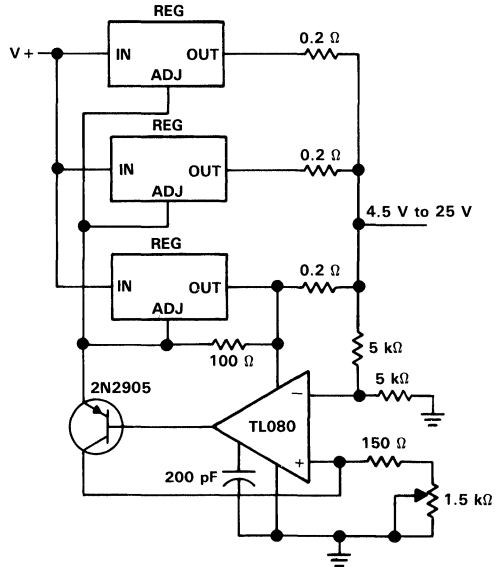 REG
0.2 Ω
V+
IN
OUT
ADJ
REG
0.2 Ω
IN
OUT
ADJ
4.5 V to 25 V
REG
0.2 Ω
IN
OUT
ADJ
100 Ω
5 kΩ
2N2905
5 kΩ
−
TL080
+
150 Ω
200 pF
1.5 kΩ